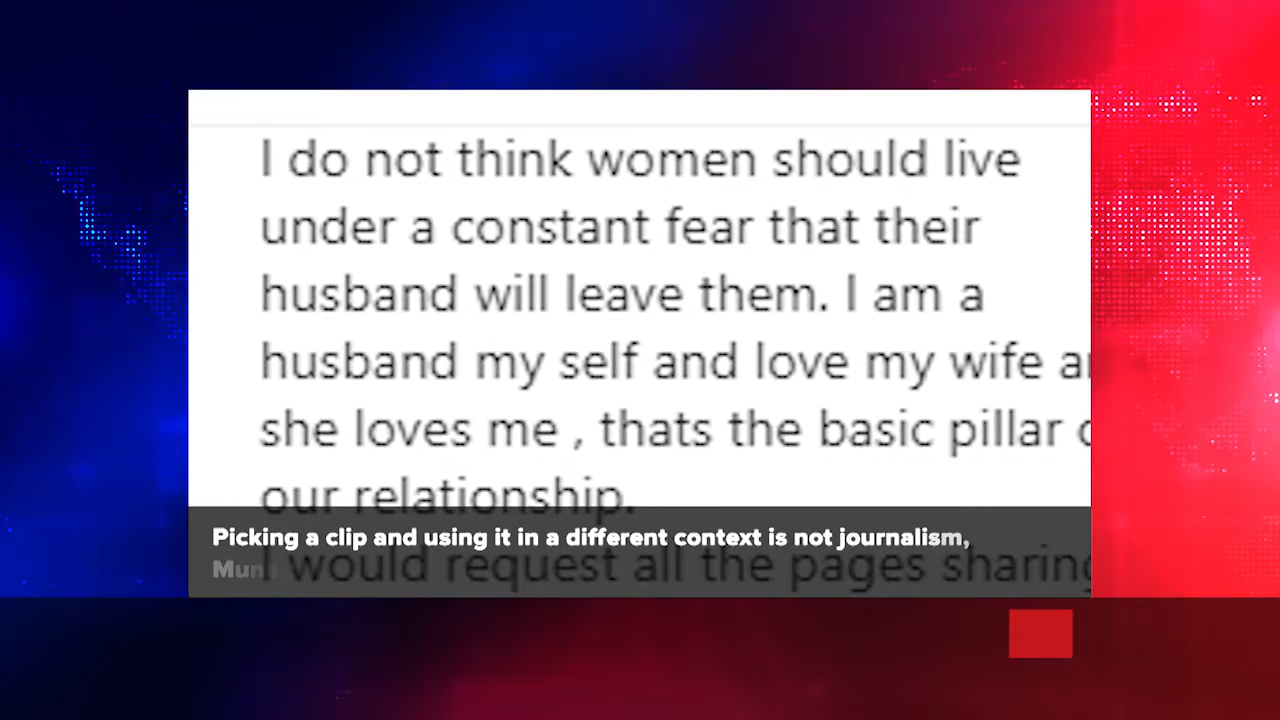 I do not think women should live
under a constant fear that their
husband will leave them. I am a
husband my self and love my wife
she loves me , thats the basic pillar
our relationship.
Picking a clip and using it in a different context is not journalism,
would request all the pages sharing